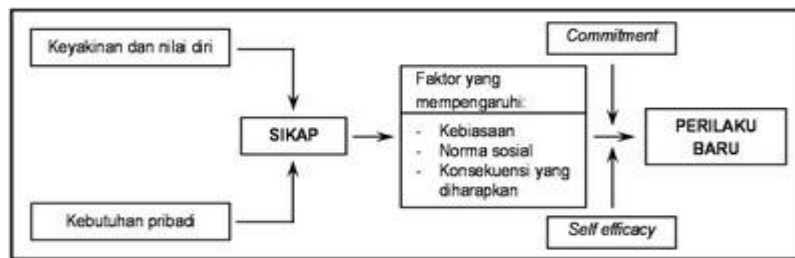 Keyakinan dan nilai diri
Commitment
Faktor yang
mempengaruhi:
- Kebiasaan
- Norma sosial
- Konsekuensi yang
diharapkan
SIKAP
PERILAKU
BARU
Kebutuhan pribadi
Self efficacy